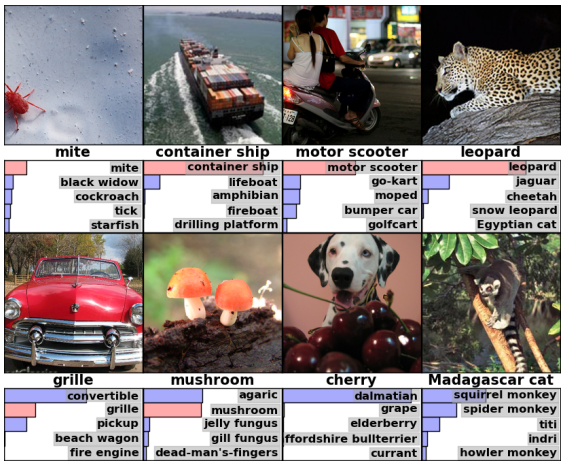 mite container ship motor scooter leopard
mite
black widow
cockroach
tick
starfish
container ship
lifeboat
amphibian
fireboat
drilling platform
motor scooter
go-kart
moped
bumper car
golfcart
leopard
jaguar
cheetah
snow leopard
Egyptian cat
grille mushroom cherry Madagascar cat
convertible
grille
pickup
beach wagon
fire engine
agaric
mushroom
jelly fungus
gill fungus
dead-man's-fingers
dalmatian
grape
elderberry
ffordshire bullterrier
currant
squirrel monkey
spider monkey
titi
indri
howler monkey